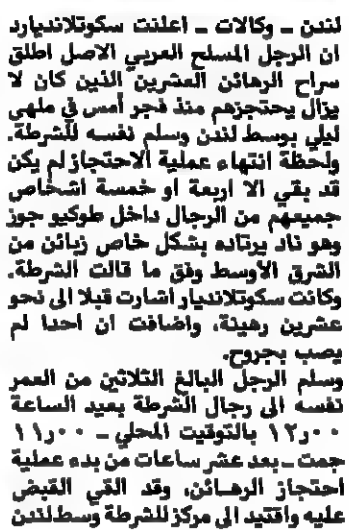 لندن ـ وكالات ـ اعلنت سكوتلانديارد
ان الرجل المسلح العربي الاصل اطلق
سراح الرهائن العشرين الذين كان لا
يزال يحتجزهم منذ فجر أمس في ملهى
ليلي بوسط لندن وسلم نفسه للشرطة.
ولحظة انتهاء عملية الاحتجاز لم يكن
قد بقي الا اربعة او خمسة اشخاص
جميعهم من الرجال داخل طوكيو جوز
وهو ناد يرتاده بشكل خاص زبائن من
الشرق الأوسط وفق ما قالت الشرطة.
وكانت سكوتلانديار اشارت قبلا الى نحو
عشرين رهينة، واضافت ان احدا لم
يصب بجروح.
وسلم الرجل البالغ الثلاثين من العمر
نفسه الى رجال الشرطة بعيد الساعة
١٢ر٠٠ بالتوقيت المحلي ـ ١١ر٠٠
جمت ـ بعد عشر ساعات من بدء عملية
احتجاز الرهائن، وقد القي القبض
عليه واقتيد الى مركز للشرطة وسط لندن